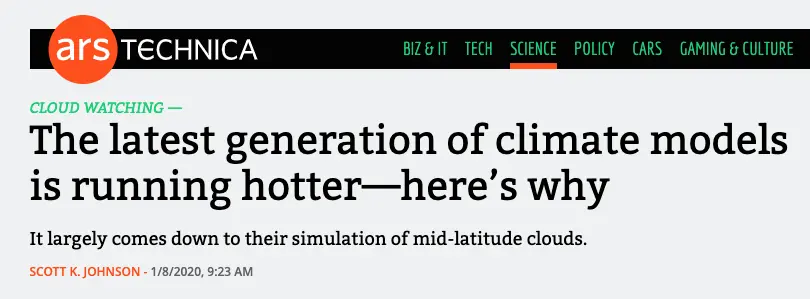 ars TECHNICA BIZ & IT TECH SCIENCE POLICY CARS GAMING & CULTURE
CLOUD WATCHING —
The latest generation of climate models
is running hotter—here’s why
It largely comes down to their simulation of mid-latitude clouds.
SCOTT K. JOHNSON - 1/8/2020, 9:23 AM